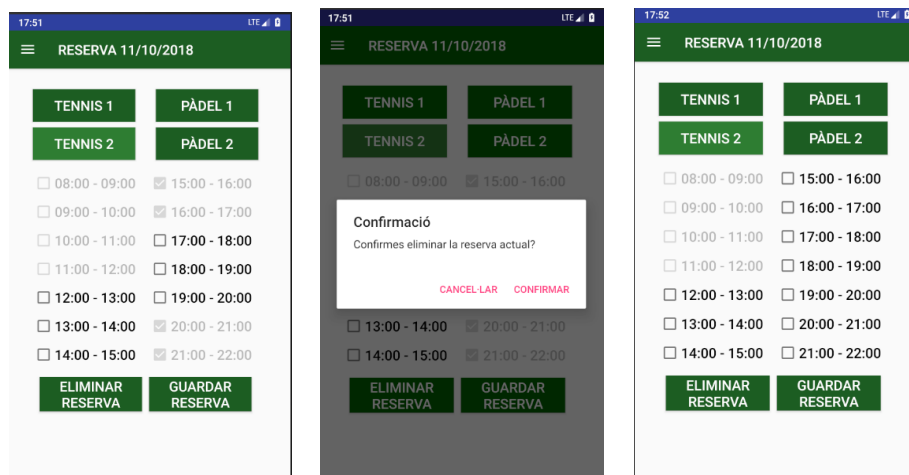 17:51 LTE
RESERVA 11/10/2018
TENNIS 1 PÀDEL 1
TENNIS 2 PÀDEL 2
08:00 - 09:00 15:00 - 16:00
09:00 - 10:00 16:00 - 17:00
10:00 - 11:00 17:00 - 18:00
11:00 - 12:00 18:00 - 19:00
12:00 - 13:00 19:00 - 20:00
13:00 - 14:00 20:00 - 21:00
14:00 - 15:00 21:00 - 22:00
ELIMINAR GUARDAR
RESERVA RESERVA
17:51 LTE
RESERVA 11/10/2018
TENNIS 1 PÀDEL 1
TENNIS 2 PÀDEL 2
08:00 - 09:00 15:00 - 16:00
Confirmació
Confirmes eliminar la reserva actual?
CANCEL·LAR CONFIRMAR
13:00 - 14:00 20:00 - 21:00
14:00 - 15:00 21:00 - 22:00
ELIMINAR GUARDAR
RESERVA RESERVA
17:52 LTE
RESERVA 11/10/2018
TENNIS 1 PÀDEL 1
TENNIS 2 PÀDEL 2
08:00 - 09:00 15:00 - 16:00
09:00 - 10:00 16:00 - 17:00
10:00 - 11:00 17:00 - 18:00
11:00 - 12:00 18:00 - 19:00
12:00 - 13:00 19:00 - 20:00
13:00 - 14:00 20:00 - 21:00
14:00 - 15:00 21:00 - 22:00
ELIMINAR GUARDAR
RESERVA RESERVA